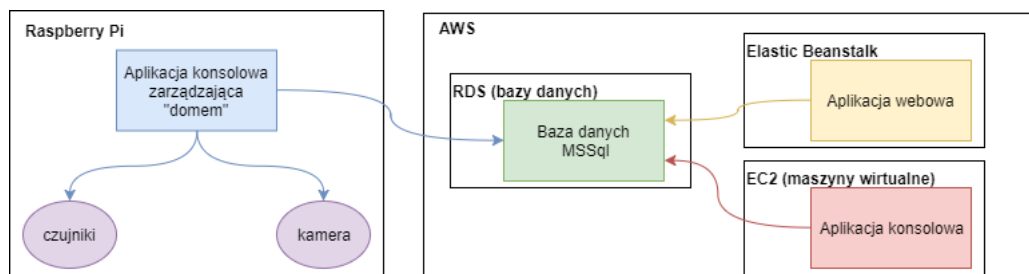 Raspberry Pi
Aplikacja konsolowa
zarządzająca
"domem"
czujniki
kamera
AWS
RDS (bazy danych)
Baza danych
MSSql
Elastic Beanstalk
Aplikacja webowa
EC2 (maszyny wirtualne)
Aplikacja konsolowa